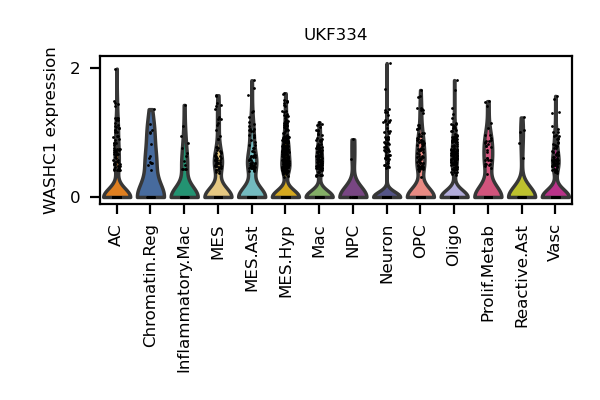 UKF334
WASHC1 expression
2
0
AC
Chromatin.Reg
Inflammatory.Mac
MES
MES.Ast
MES.Hyp
Mac
NPC
Neuron
OPC
Oligo
Prolif.Metab
Reactive.Ast
Vasc